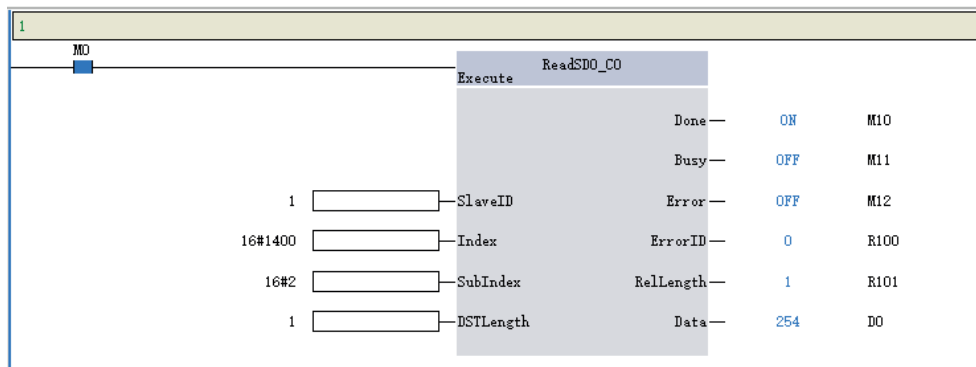 1
M0
ReadSDO_CO
Execute
Done ON M10
Busy OFF M11
1 SlaveID Error OFF M12
16#1400 Index ErrorID 0 R100
16#2 SubIndex RelLength 1 R101
1 DSTLength Data 254 D0